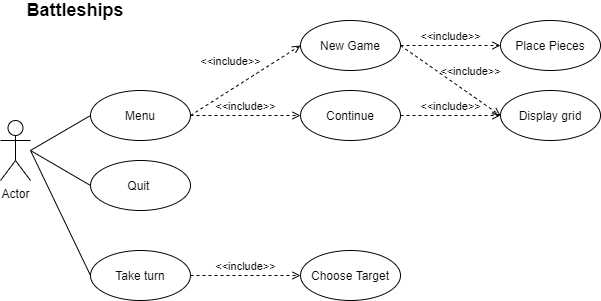 Battleships
New Game
<<include>>
Place Pieces
<<include>>
<<include>>
Menu
<<include>>
Continue
<<include>>
Display grid
Actor
Quit
Take turn
<<include>>
Choose Target